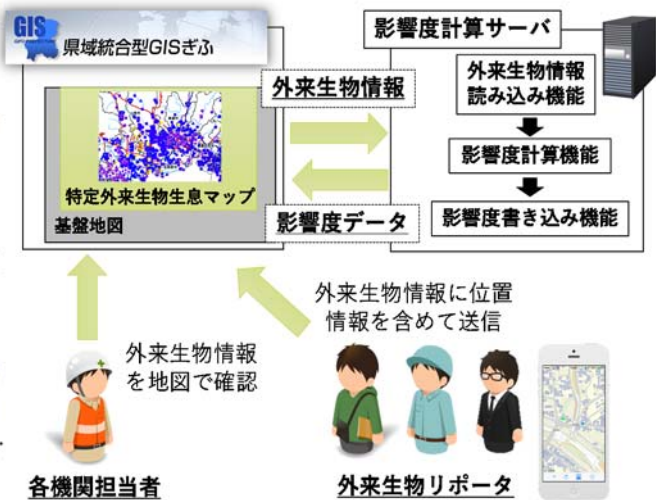 GIS
県域統合型GISぎふ
特定外来生物生息マップ
基盤地図
外来生物情報
影響度データ
影響度計算サーバ
外来生物情報
読み込み機能
影響度計算機能
影響度書き込み機能
外来生物情報
を地図で確認
外来生物情報に位置
情報を含めて送信
各機関担当者
外来生物リポータ